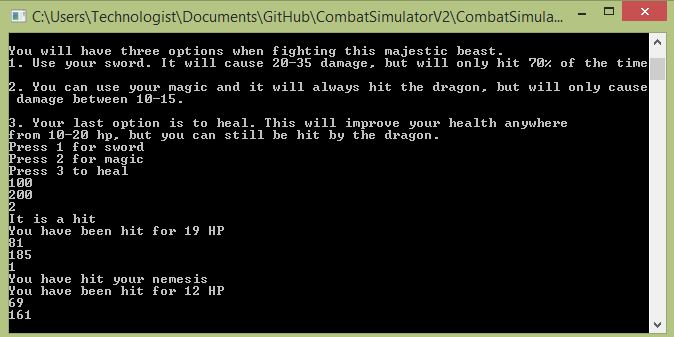 C:\Users\Technologist\Documents\GitHub\CombatSimulatorV2\CombatSimula...
You will have three options when fighting this majestic beast.
1. Use your sword. It will cause 20-35 damage, but will only hit 70% of the time
2. You can use your magic and it will always hit the dragon, but will only cause
damage between 10-15.
3. Your last option is to heal. This will improve your health anywhere
from 10-20 hp, but you can still be hit by the dragon.
Press 1 for sword
Press 2 for magic
Press 3 to heal
100
200
2
It is a hit
You have been hit for 19 HP
81
185
1
You have hit your nemesis
You have been hit for 12 HP
69
161